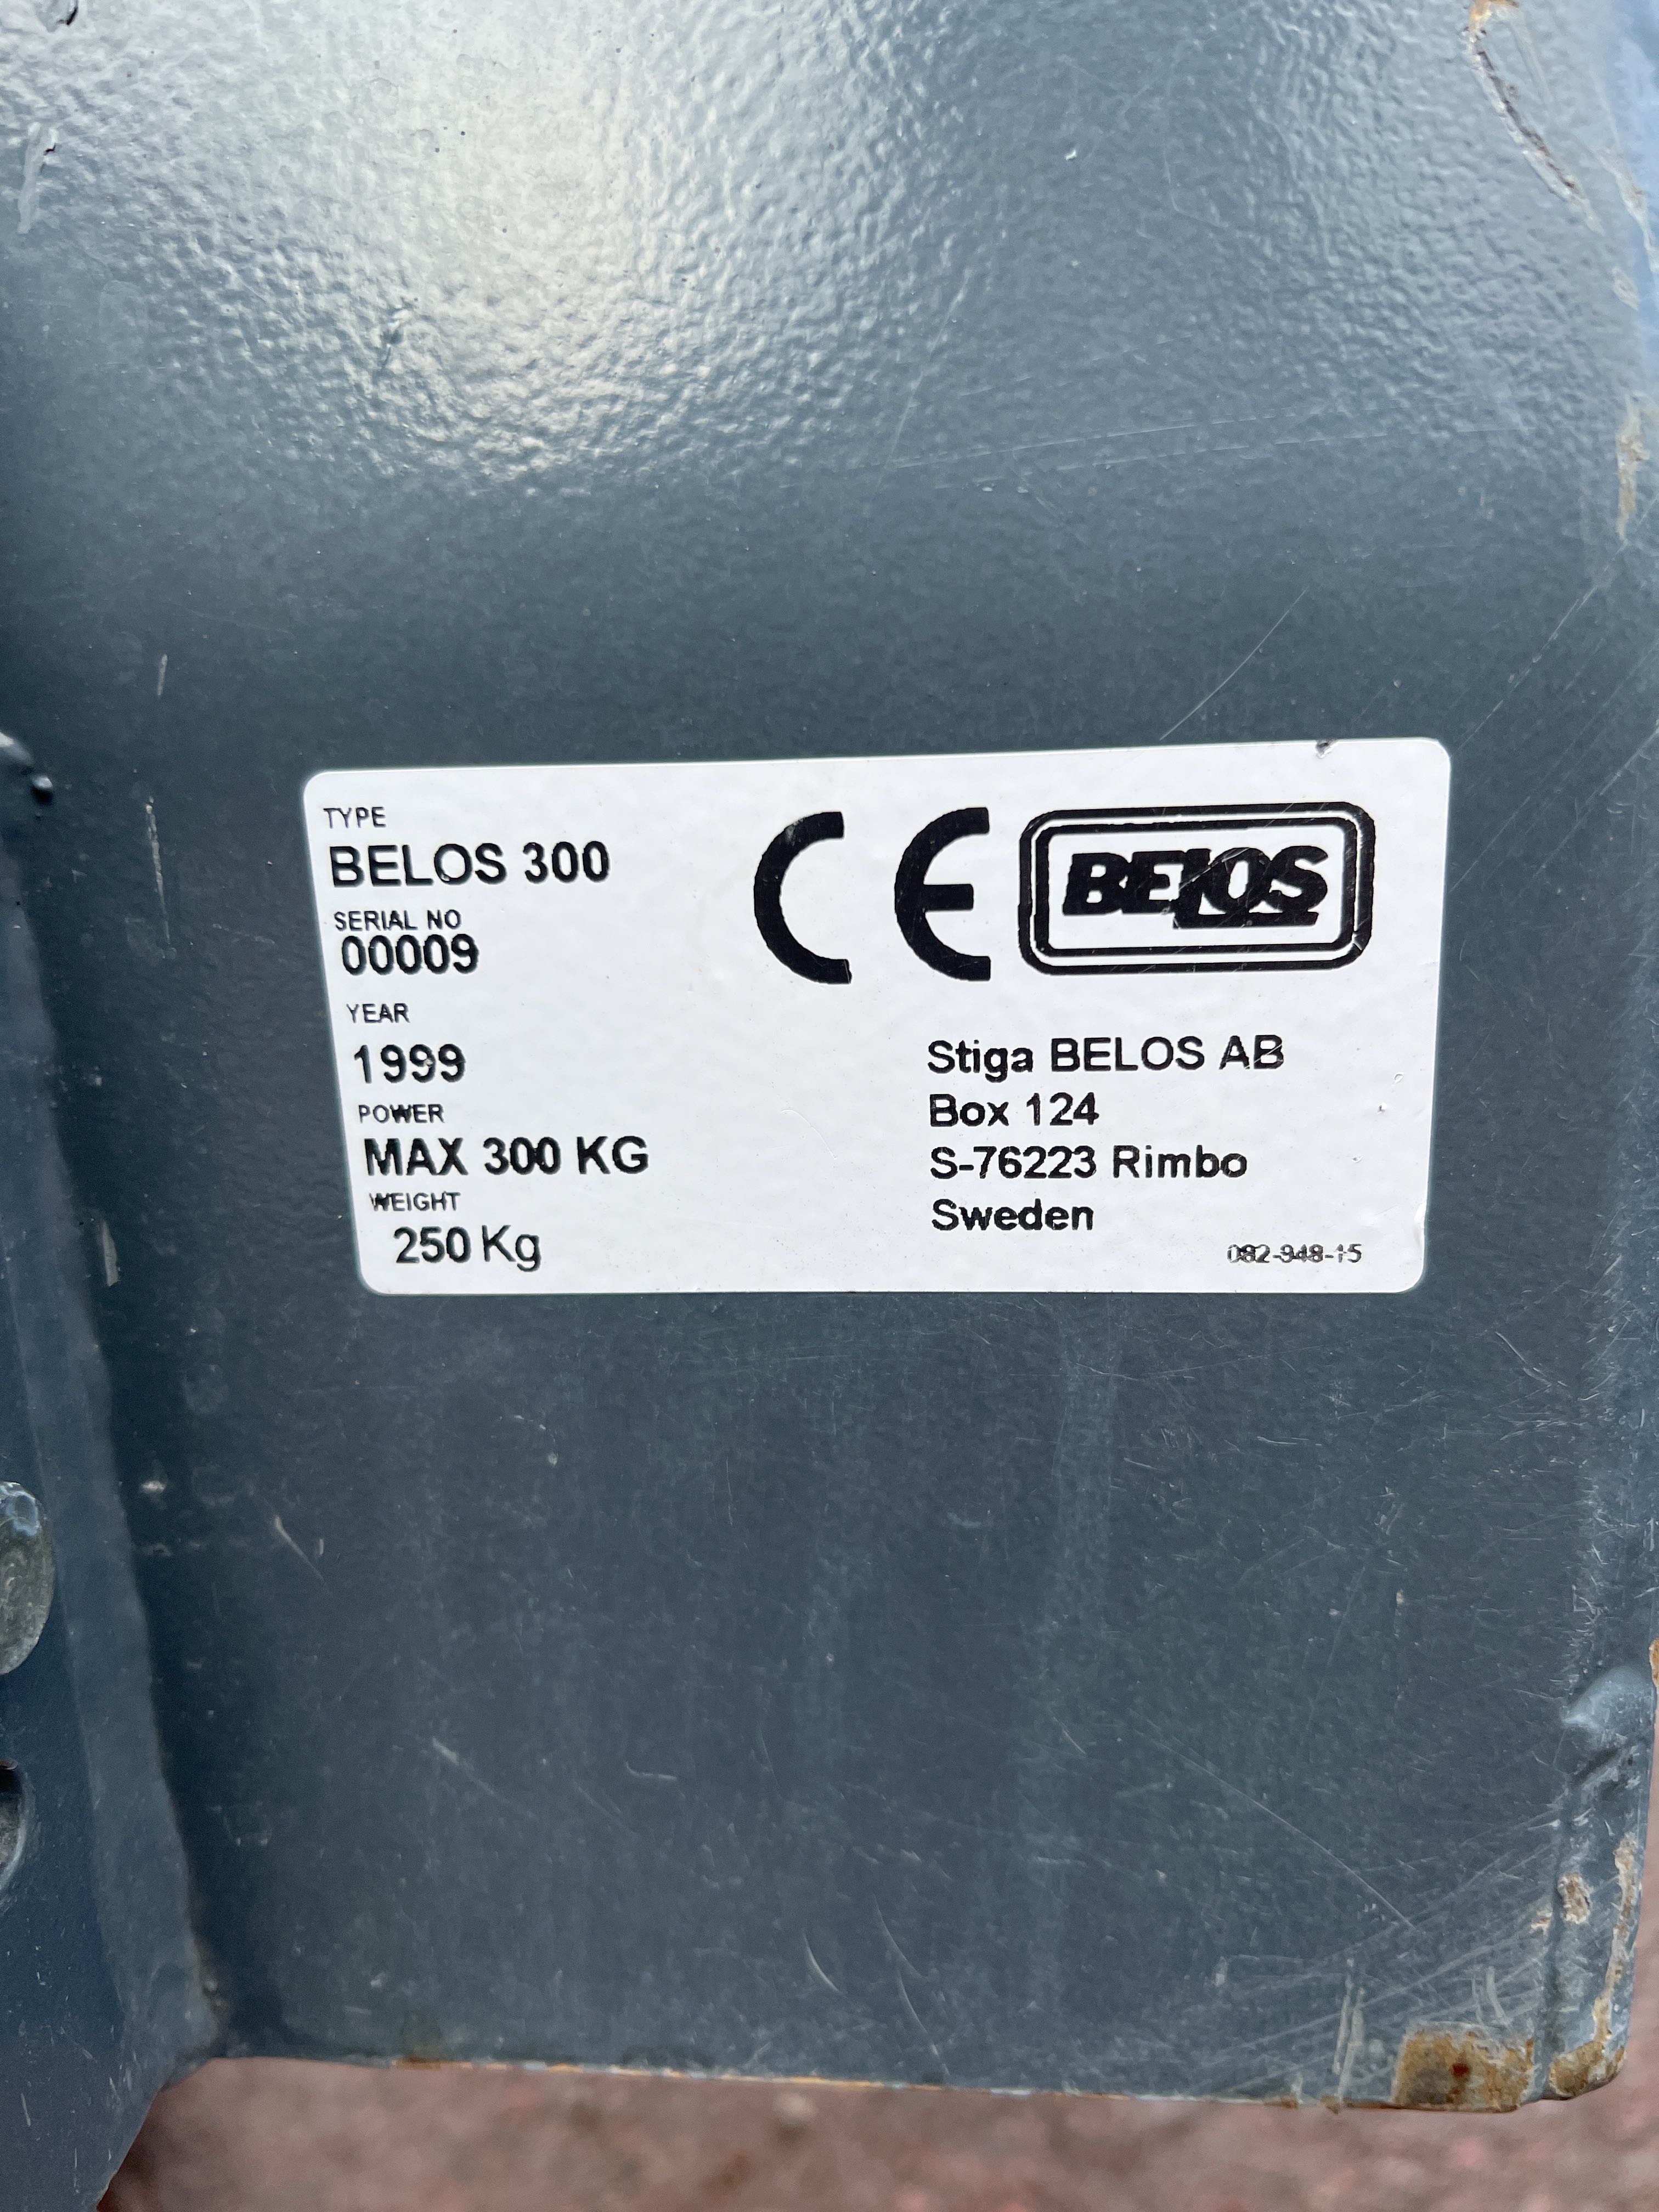 TYPE
BELOS 300
SERIAL NO
00009
YEAR
1999
POWER
MAX 300 KG
WEIGHT
250 Kg
CE
BELOS
Stiga BELOS AB
Box 124
S-76223 Rimbo
Sweden
082-948-15